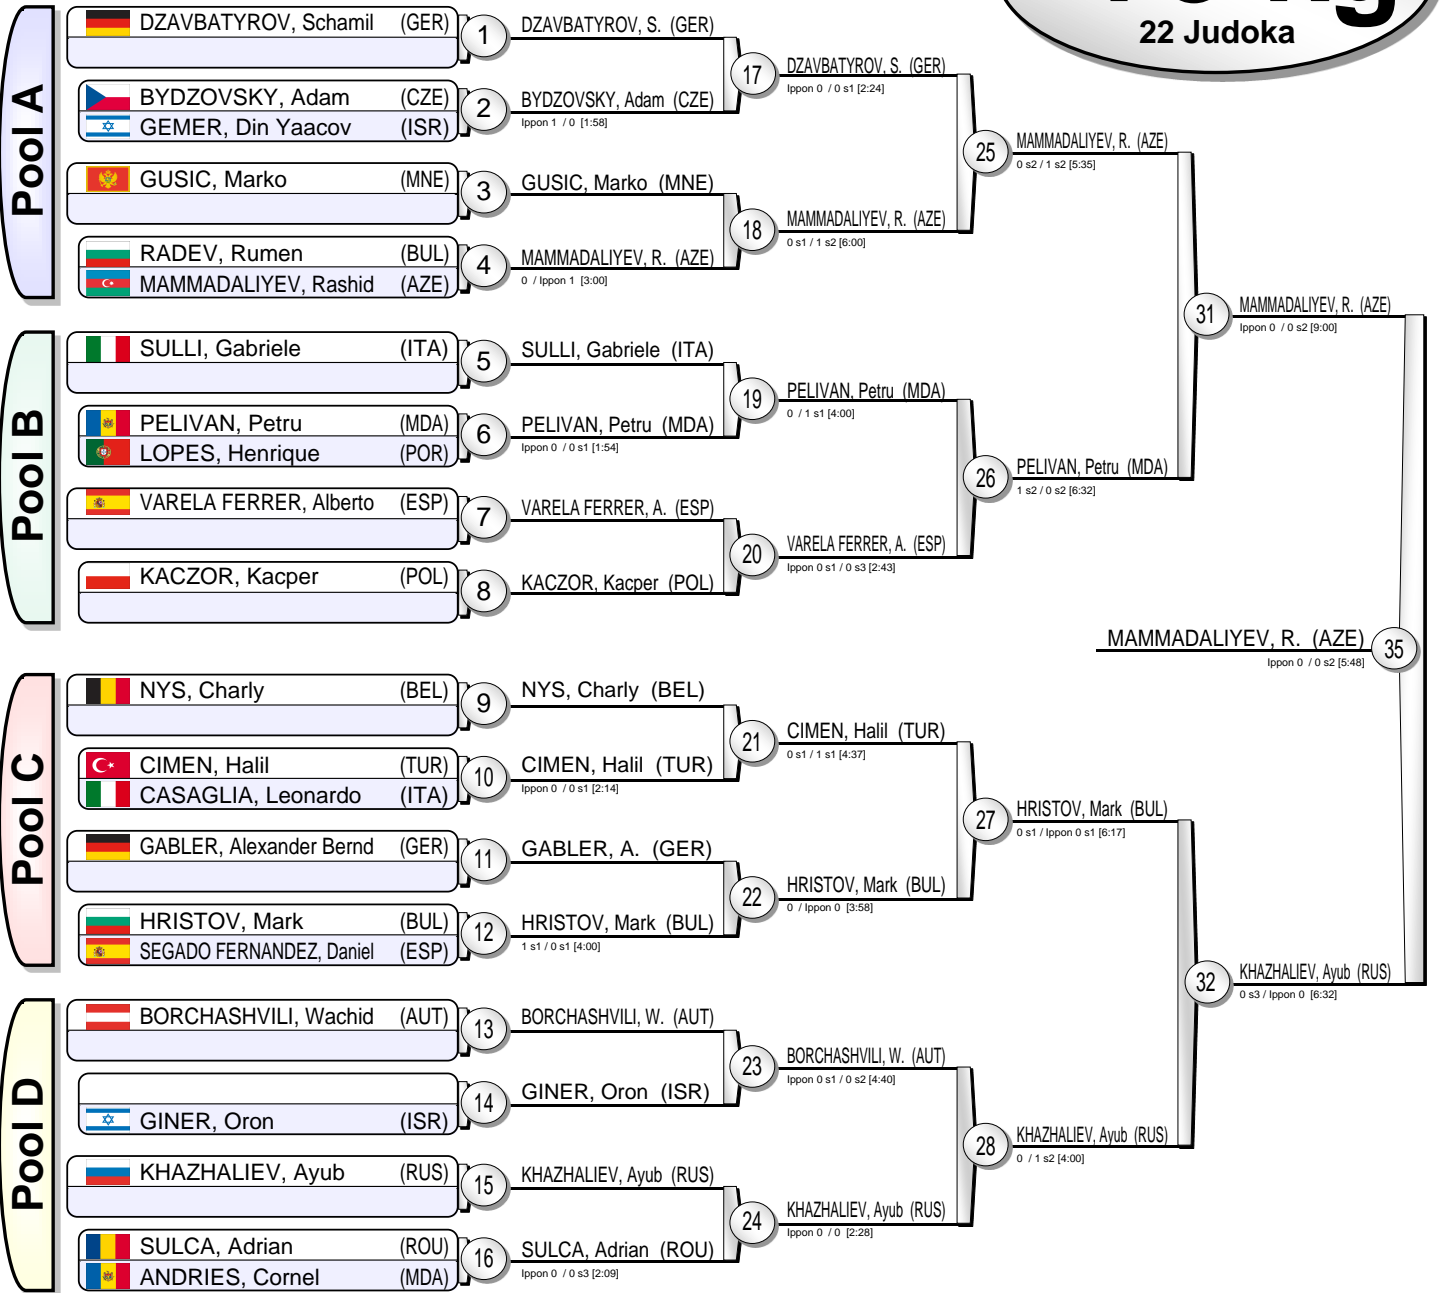 22 Judoka
Pool A
DZAVBATYROV, Schamil (GER)
1
BYDZOVSKY, Adam (CZE)
GEMER, Din Yaacov (ISR)
2
GUSIC, Marko (MNE)
3
RADEV, Rumen (BUL)
MAMMADALIYEV, Rashid (AZE)
4
Pool B
SULLI, Gabriele (ITA)
5
PELIVAN, Petru (MDA)
LOPES, Henrique (POR)
6
VARELA FERRER, Alberto (ESP)
7
KACZOR, Kacper (POL)
8
Pool C
NYS, Charly (BEL)
9
CIMEN, Halil (TUR)
CASAGLIA, Leonardo (ITA)
10
GABLER, Alexander Bernd (GER)
11
HRISTOV, Mark (BUL)
SEGADO FERNANDEZ, Daniel (ESP)
12
Pool D
BORCHASHVILI, Wachid (AUT)
13
GINER, Oron (ISR)
14
KHAZHALIEV, Ayub (RUS)
15
SULCA, Adrian (ROU)
ANDRIES, Cornel (MDA)
16
DZAVBATYROV, S. (GER)
BYDZOVSKY, Adam (CZE)
Ippon 1 / 0 [1:58]
17
GUSIC, Marko (MNE)
MAMMADALIYEV, R. (AZE)
0 / Ippon 1 [3:00]
18
SULLI, Gabriele (ITA)
PELIVAN, Petru (MDA)
Ippon 0 / 0 s1 [1:54]
19
VARELA FERRER, A. (ESP)
KACZOR, Kacper (POL)
20
NYS, Charly (BEL)
CIMEN, Halil (TUR)
Ippon 0 / 0 s1 [2:14]
21
GABLER, A. (GER)
HRISTOV, Mark (BUL)
1 s1 / 0 s1 [4:00]
22
BORCHASHVILI, W. (AUT)
GINER, Oron (ISR)
23
KHAZHALIEV, Ayub (RUS)
SULCA, Adrian (ROU)
Ippon 0 / 0 s3 [2:09]
24
DZAVBATYROV, S. (GER)
Ippon 0 / 0 s1 [2:24]
MAMMADALIYEV, R. (AZE)
0 s1 / 1 s2 [6:00]
25
PELIVAN, Petru (MDA)
0 / 1 s1 [4:00]
VARELA FERRER, A. (ESP)
Ippon 0 s1 / 0 s3 [2:43]
26
CIMEN, Halil (TUR)
0 s1 / 1 s1 [4:37]
HRISTOV, Mark (BUL)
0 / Ippon 0 [3:58]
27
BORCHASHVILI, W. (AUT)
Ippon 0 s1 / 0 s2 [4:40]
KHAZHALIEV, Ayub (RUS)
Ippon 0 / 0 [2:28]
28
MAMMADALIYEV, R. (AZE)
0 s2 / 1 s2 [5:35]
PELIVAN, Petru (MDA)
1 s2 / 0 s2 [6:32]
31
HRISTOV, Mark (BUL)
0 s1 / Ippon 0 s1 [6:17]
KHAZHALIEV, Ayub (RUS)
0 / 1 s2 [4:00]
32
MAMMADALIYEV, R. (AZE)
Ippon 0 / 0 s2 [9:00]
KHAZHALIEV, Ayub (RUS)
0 s3 / Ippon 0 [6:32]
MAMMADALIYEV, R. (AZE)
Ippon 0 / 0 s2 [5:48]
35